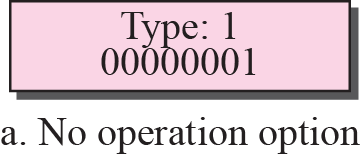 Type: 1
00000001
a. No operation option